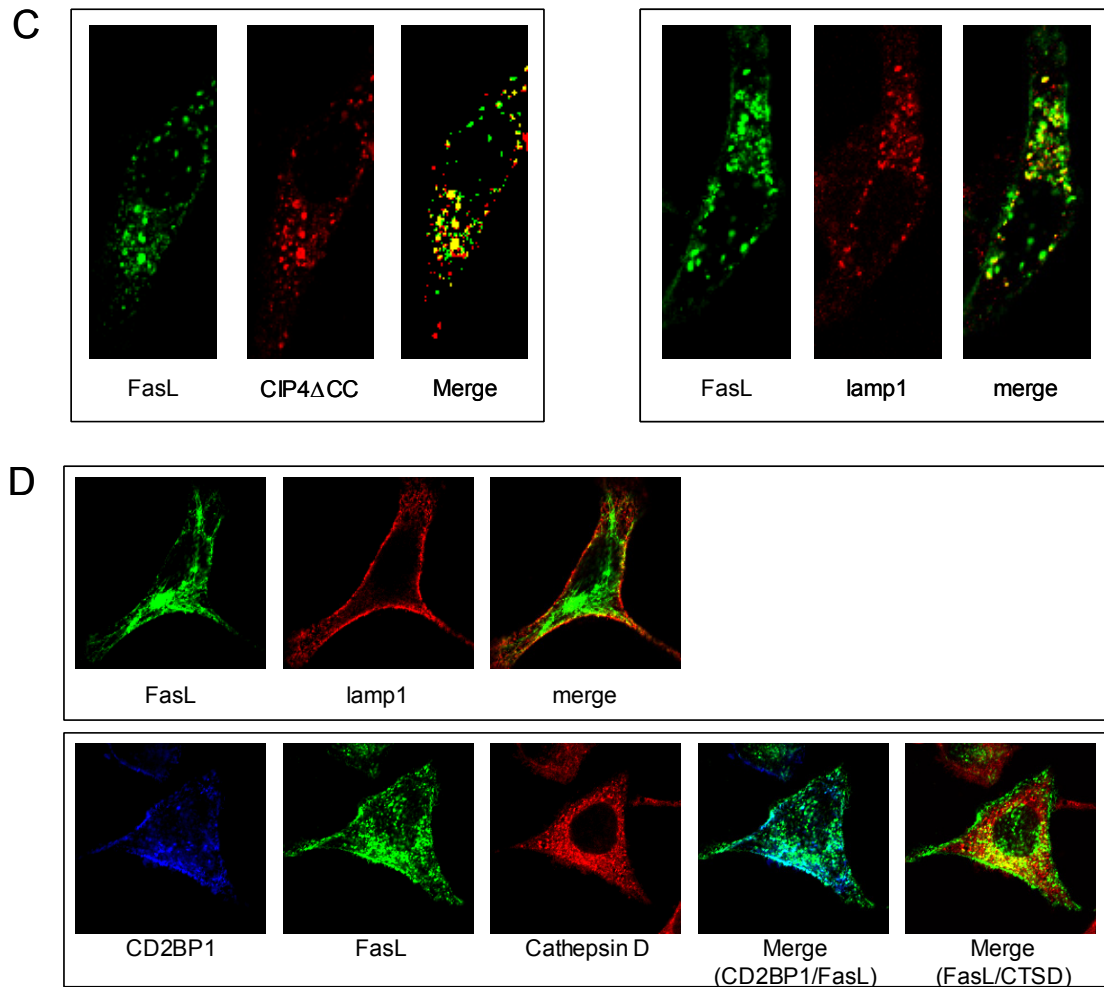 C
FasL CIP4ΔCC Merge
FasL lamp1 merge
D
FasL lamp1 merge
CD2BP1 FasL Cathepsin D Merge Merge
(CD2BP1/FasL) (FasL/CTSD)